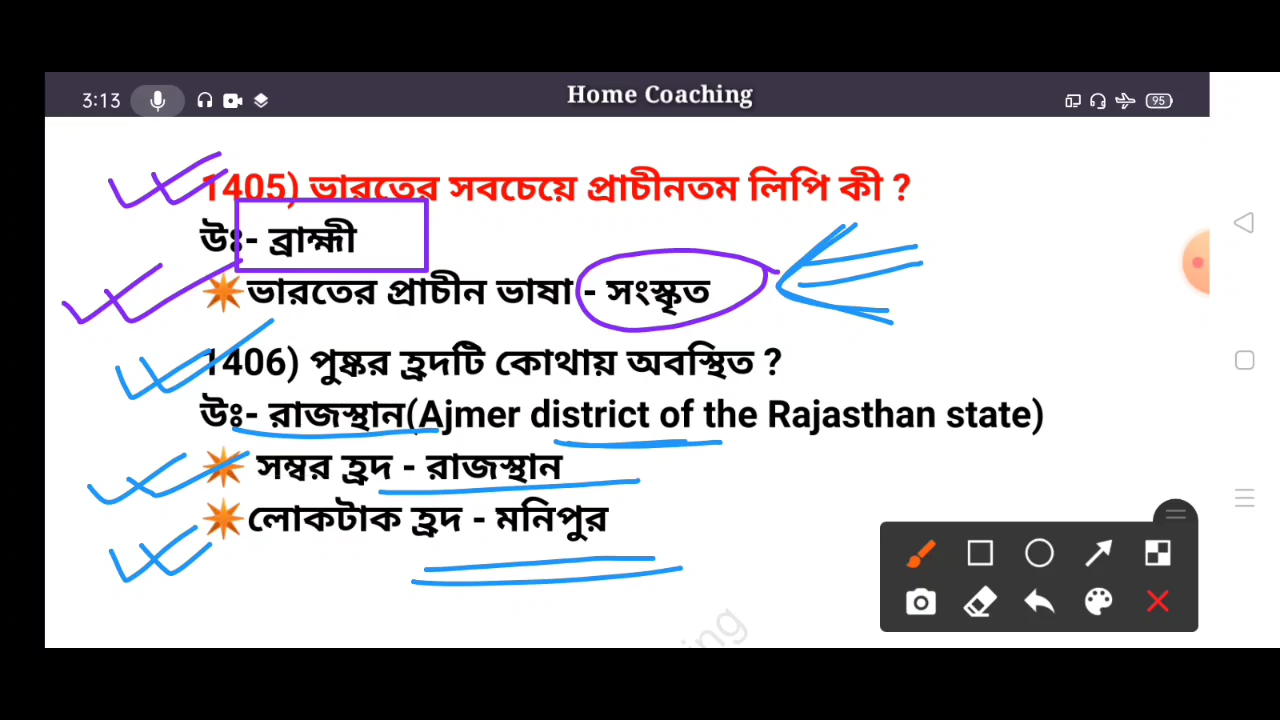 3:13
Home Coaching
95
1405) ভারতের সবচেয়ে প্রাচীনতম লিপি কী ?
উঃ- ব্রাহ্মী
ভারতের প্রাচীন ভাষা - সংস্কৃত
1406) পুষ্কর হ্রদটি কোথায় অবস্থিত ?
উঃ- রাজস্থান(Ajmer district of the Rajasthan state)
সম্বর হ্রদ - রাজস্থান
লোকটাক হ্রদ - মনিপুর